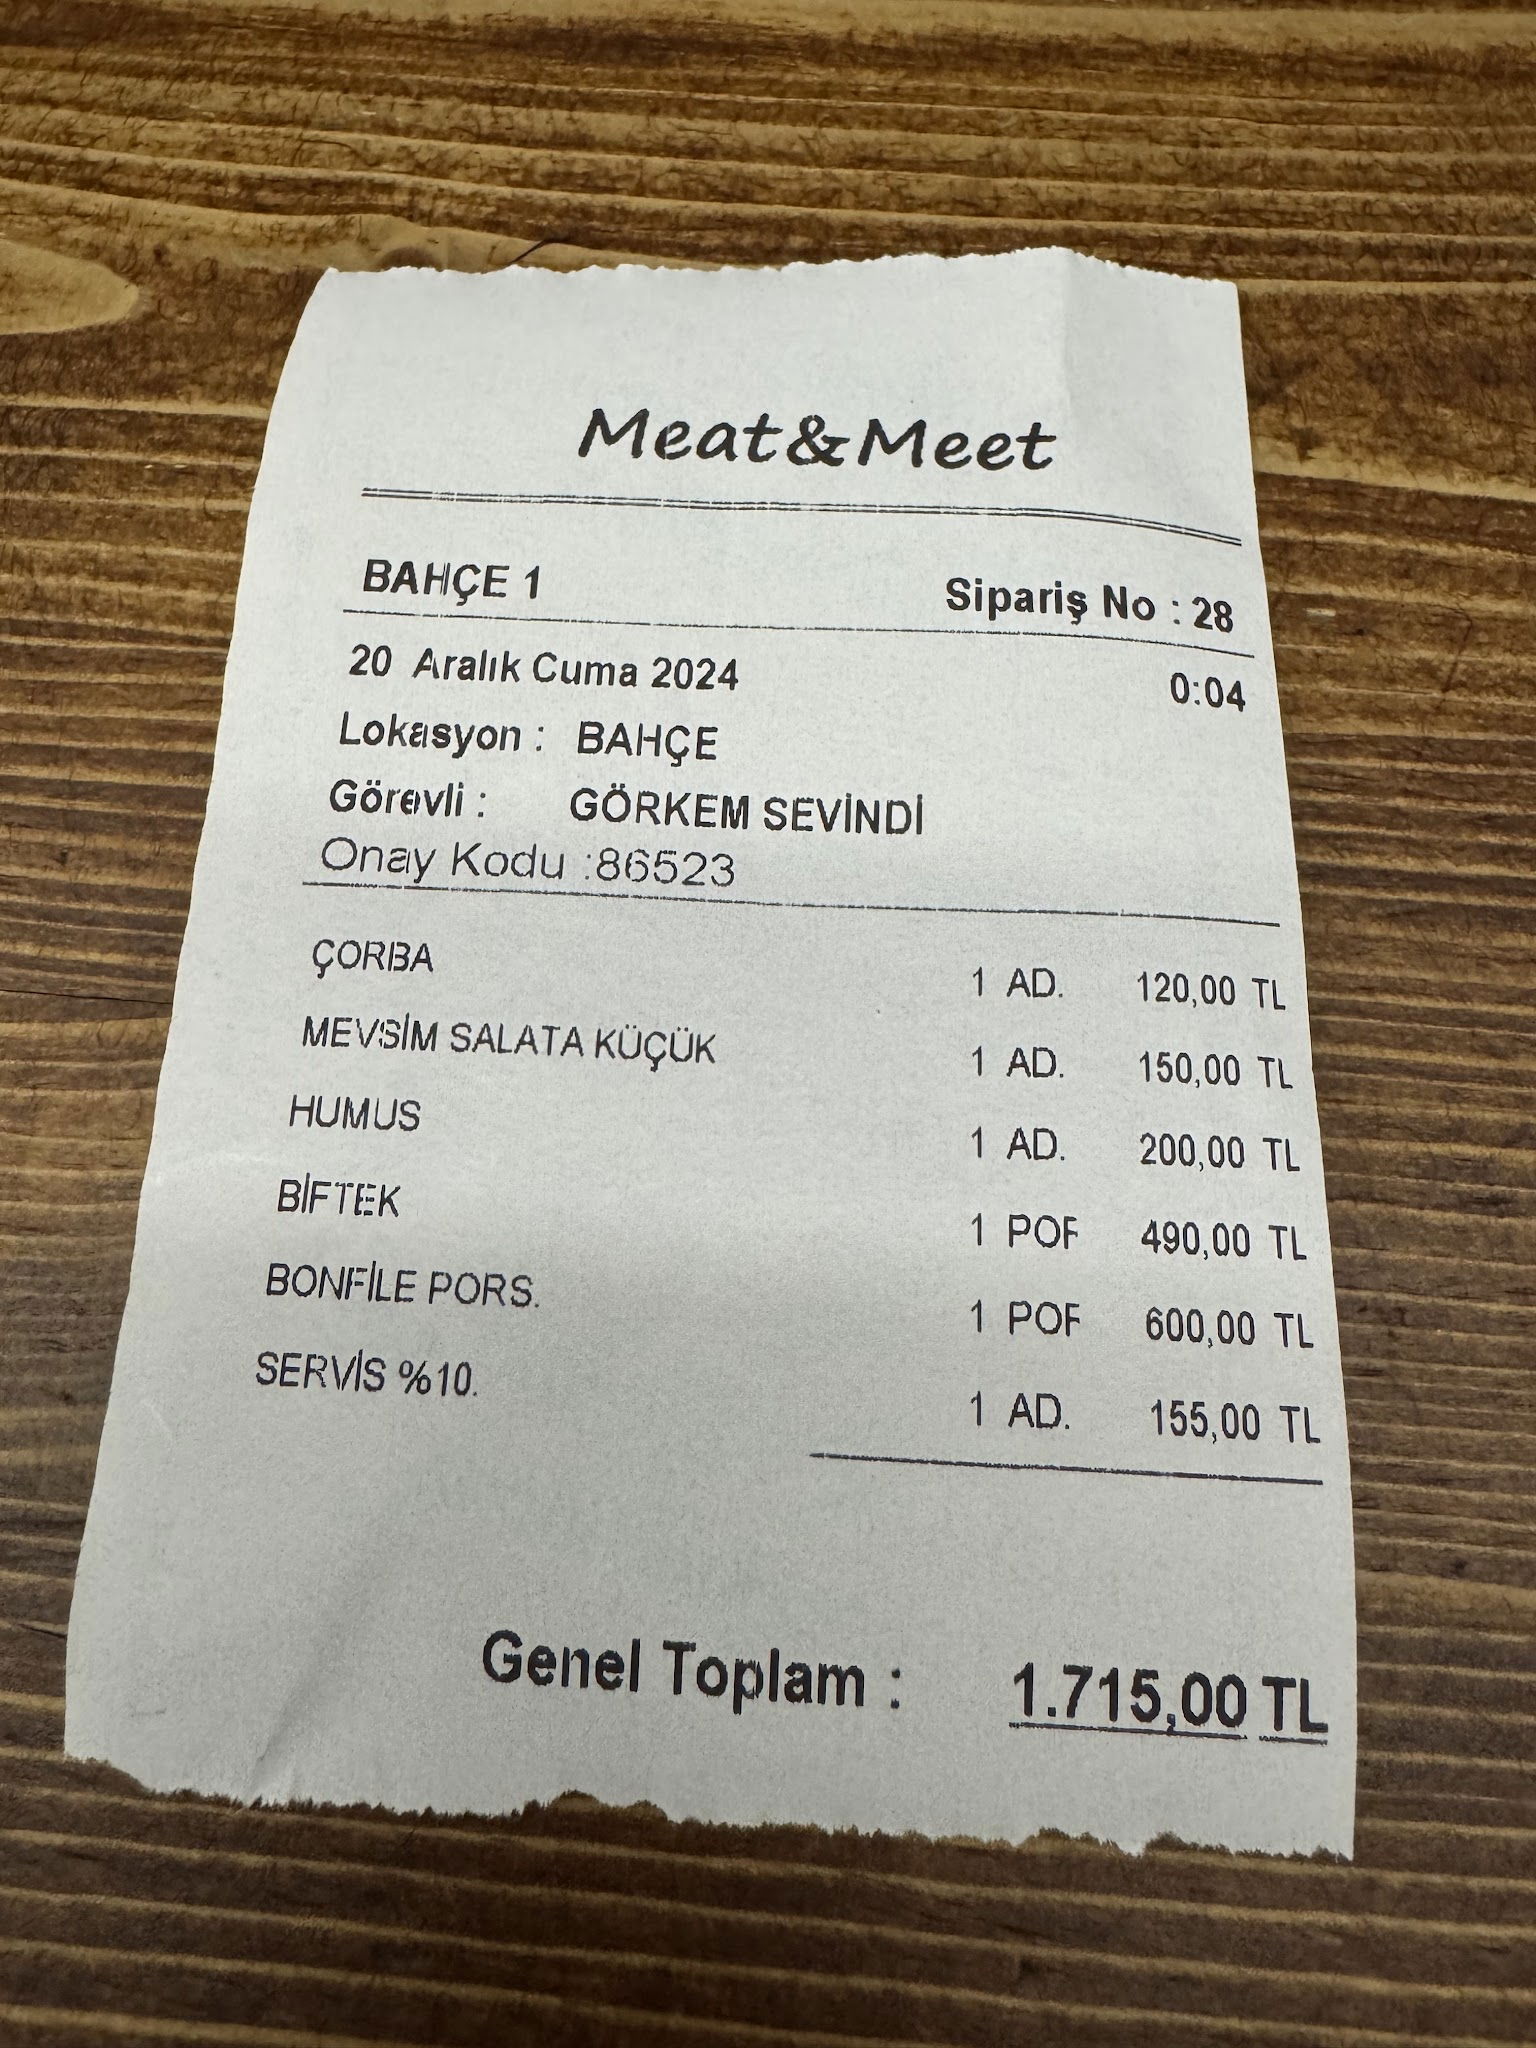 Meat&Meet
BAHÇE 1 Sipariş No : 28
20 Aralık Cuma 2024 0:04
Lokasyon : BAHÇE
Görevli : GÖRKEM SEVİNDİ
Onay Kodu :86523
ÇORBA 1 AD. 120,00 TL
MEVSİM SALATA KÜÇÜK 1 AD. 150,00 TL
HUMUS 1 AD. 200,00 TL
BİFTEK 1 POF 490,00 TL
BONFİLE PORS. 1 POF 600,00 TL
SERVİS %10. 1 AD. 155,00 TL
Genel Toplam : 1.715,00 TL